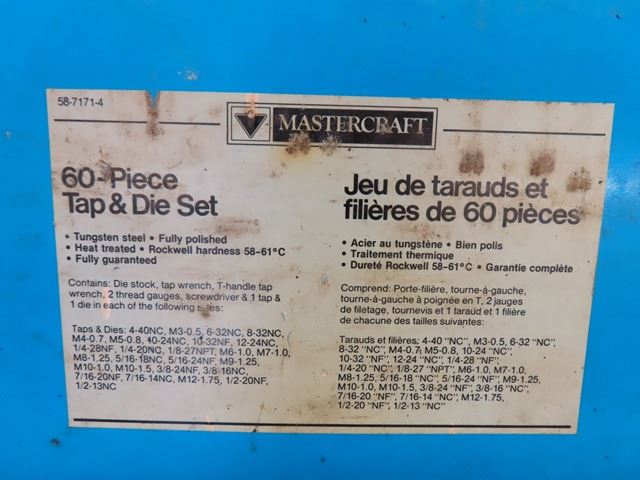 58-7171-4
MASTERCRAFT
60-Piece
Tap & Die Set
• Tungsten steel • Fully polished
• Heat treated • Rockwell hardness 58-61°C
• Fully guaranteed
Contains: Die stock, tap wrench, T-handle tap
wrench, 2 thread gauges, screwdriver & 1 tap &
1 die in each of the following sizes:
Taps & Dies: 4-40NC, M3-0.5, 6-32NC, 8-32NC,
M4-0.7, M5-0.8, 10-24NC, 10-32NF, 12-24NC,
1/4-28NF, 1/4-20NC, 1/8-27NPT, M6-1.0, M7-1.0,
M8-1.25, 5/16-18NC, 5/16-24NF, M9-1.25,
M10-1.0, M10-1.5, 3/8-24NF, 3/8-16NC,
7/16-20NF, 7/16-14NC, M12-1.75, 1/2-20NF,
1/2-13NC
Jeu de tarauds et
filières de 60 pièces
• Acier au tungstène • Bien polis
• Traitement thermique
• Dureté Rockwell 58-61°C • Garantie complète
Comprend: Porte-filière, tourne-à-gauche,
tourne-à-gauche à poignée en T, 2 jauges
de filetage, tournevis et 1 taraud et 1 filière
de chacune des tailles suivantes:
Tarauds et filières: 4-40 "NC", M3-0.5, 6-32 "NC",
8-32 "NC", M4-0.7, M5-0.8, 10-24 "NC",
10-32 "NF", 12-24 "NC", 1/4-28 "NF",
1/4-20 "NC", 1/8-27 "NPT", M6-1.0, M7-1.0,
M8-1.25, 5/16-18 "NC", 5/16-24 "NF", M9-1.25,
M10-1.0, M10-1.5, 3/8-24 "NF", 3/8-16 "NC",
7/16-20 "NF", 7/16-14 "NC", M12-1.75,
1/2-20 "NF", 1/2-13 "NC"